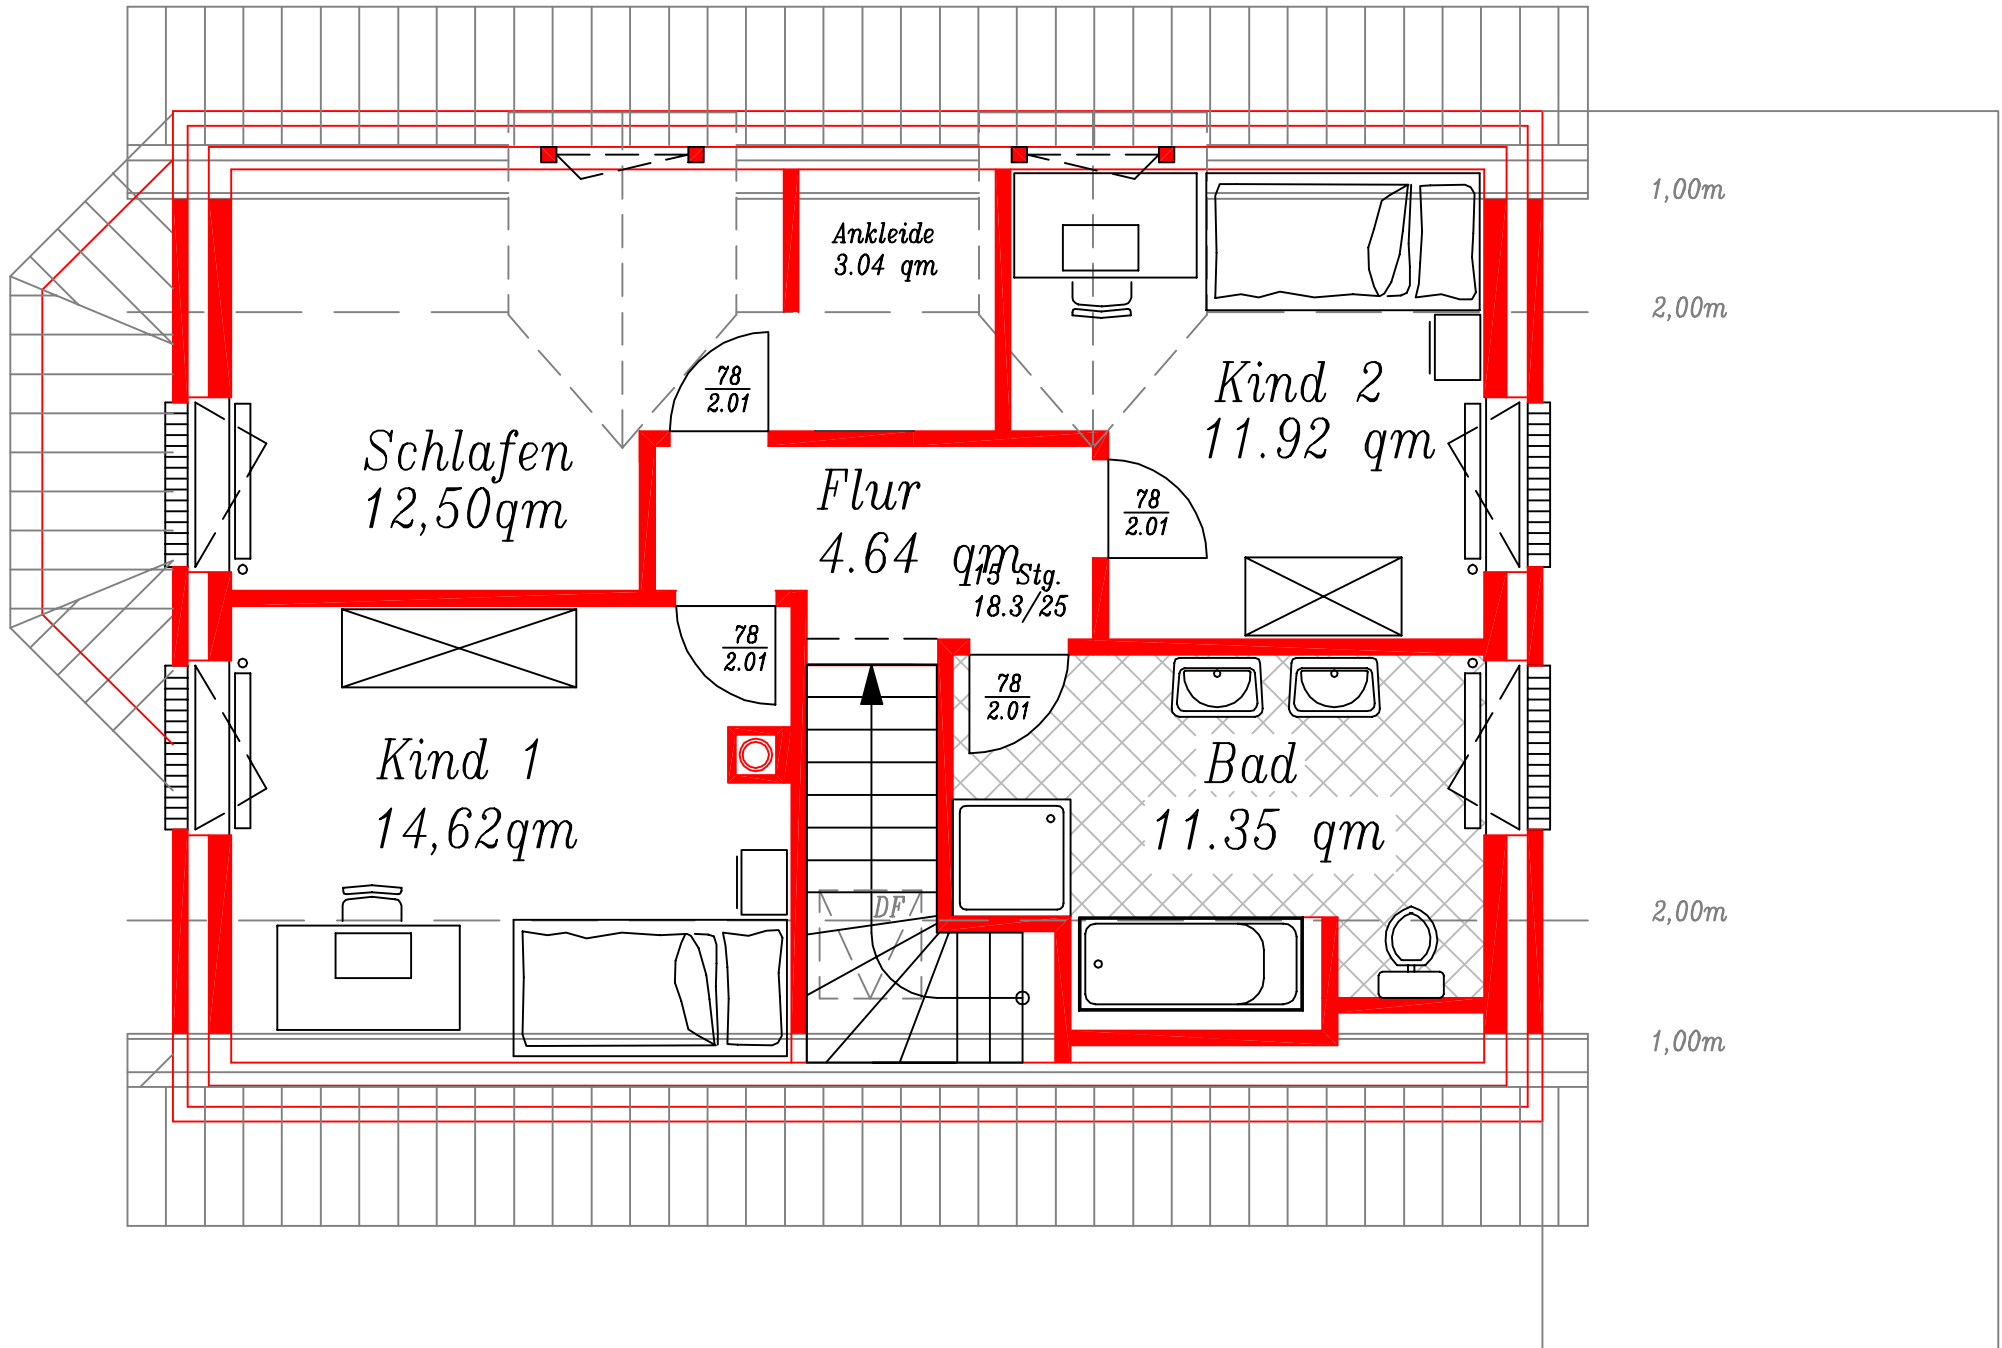 1,00m
Ankleide
3.04 qm
2,00m
78
2.01
Kind 2
11.92 qm
Schlafen
12,50qm
Flur
4.64 qm
78
2.01
15 Stg.
18.3/25
78
2.01
78
2.01
Kind 1
14,62qm
Bad
11.35 qm
DF
2,00m
1,00m